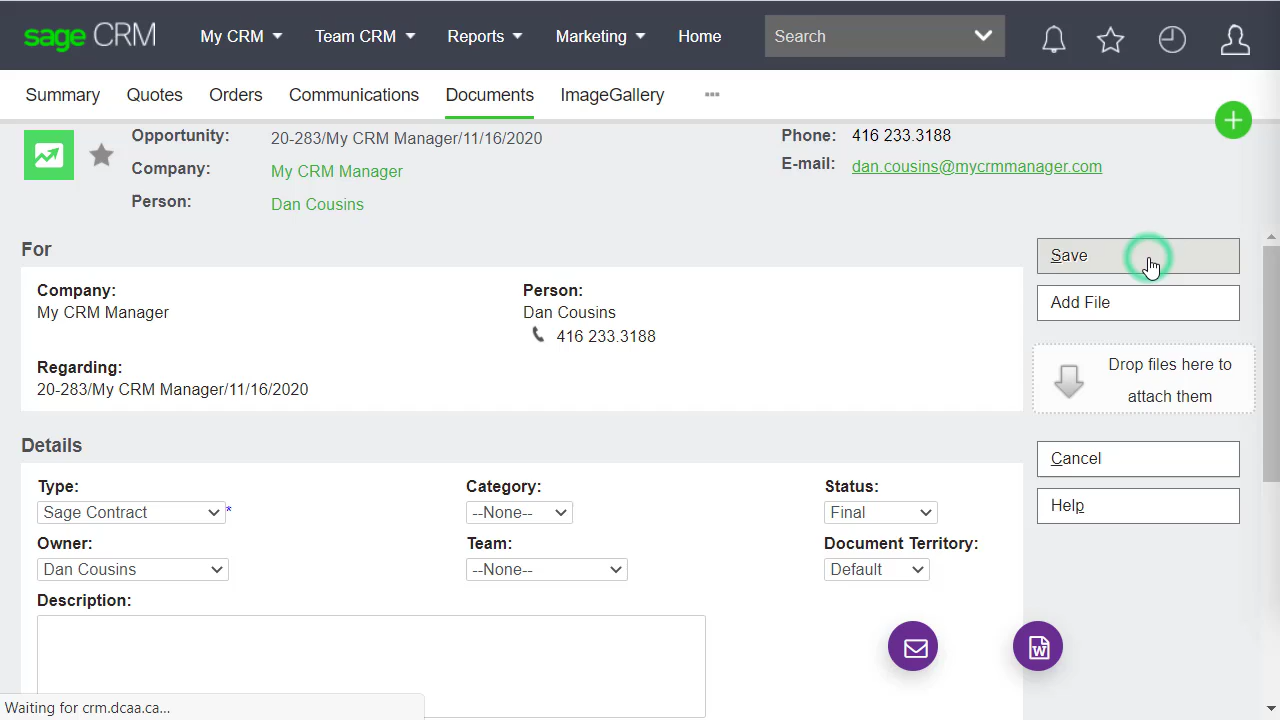 sage CRM My CRM Team CRM Reports Marketing Home Search
Summary Quotes Orders Communications Documents ImageGallery
Opportunity: 20-283/My CRM Manager/11/16/2020 Phone: 416 233.3188
Company: My CRM Manager E-mail: dan.cousins@mycrmmanager.com
Person: Dan Cousins
For
Save
Company: Person:
My CRM Manager Dan Cousins
416 233.3188
Add File
Regarding:
20-283/My CRM Manager/11/16/2020
Drop files here to
attach them
Details
Cancel
Type: Category: Status:
Sage Contract * --None-- Final
Help
Owner: Team: Document Territory:
Dan Cousins --None-- Default
Description:
W
Waiting for crm.dcaa.ca...